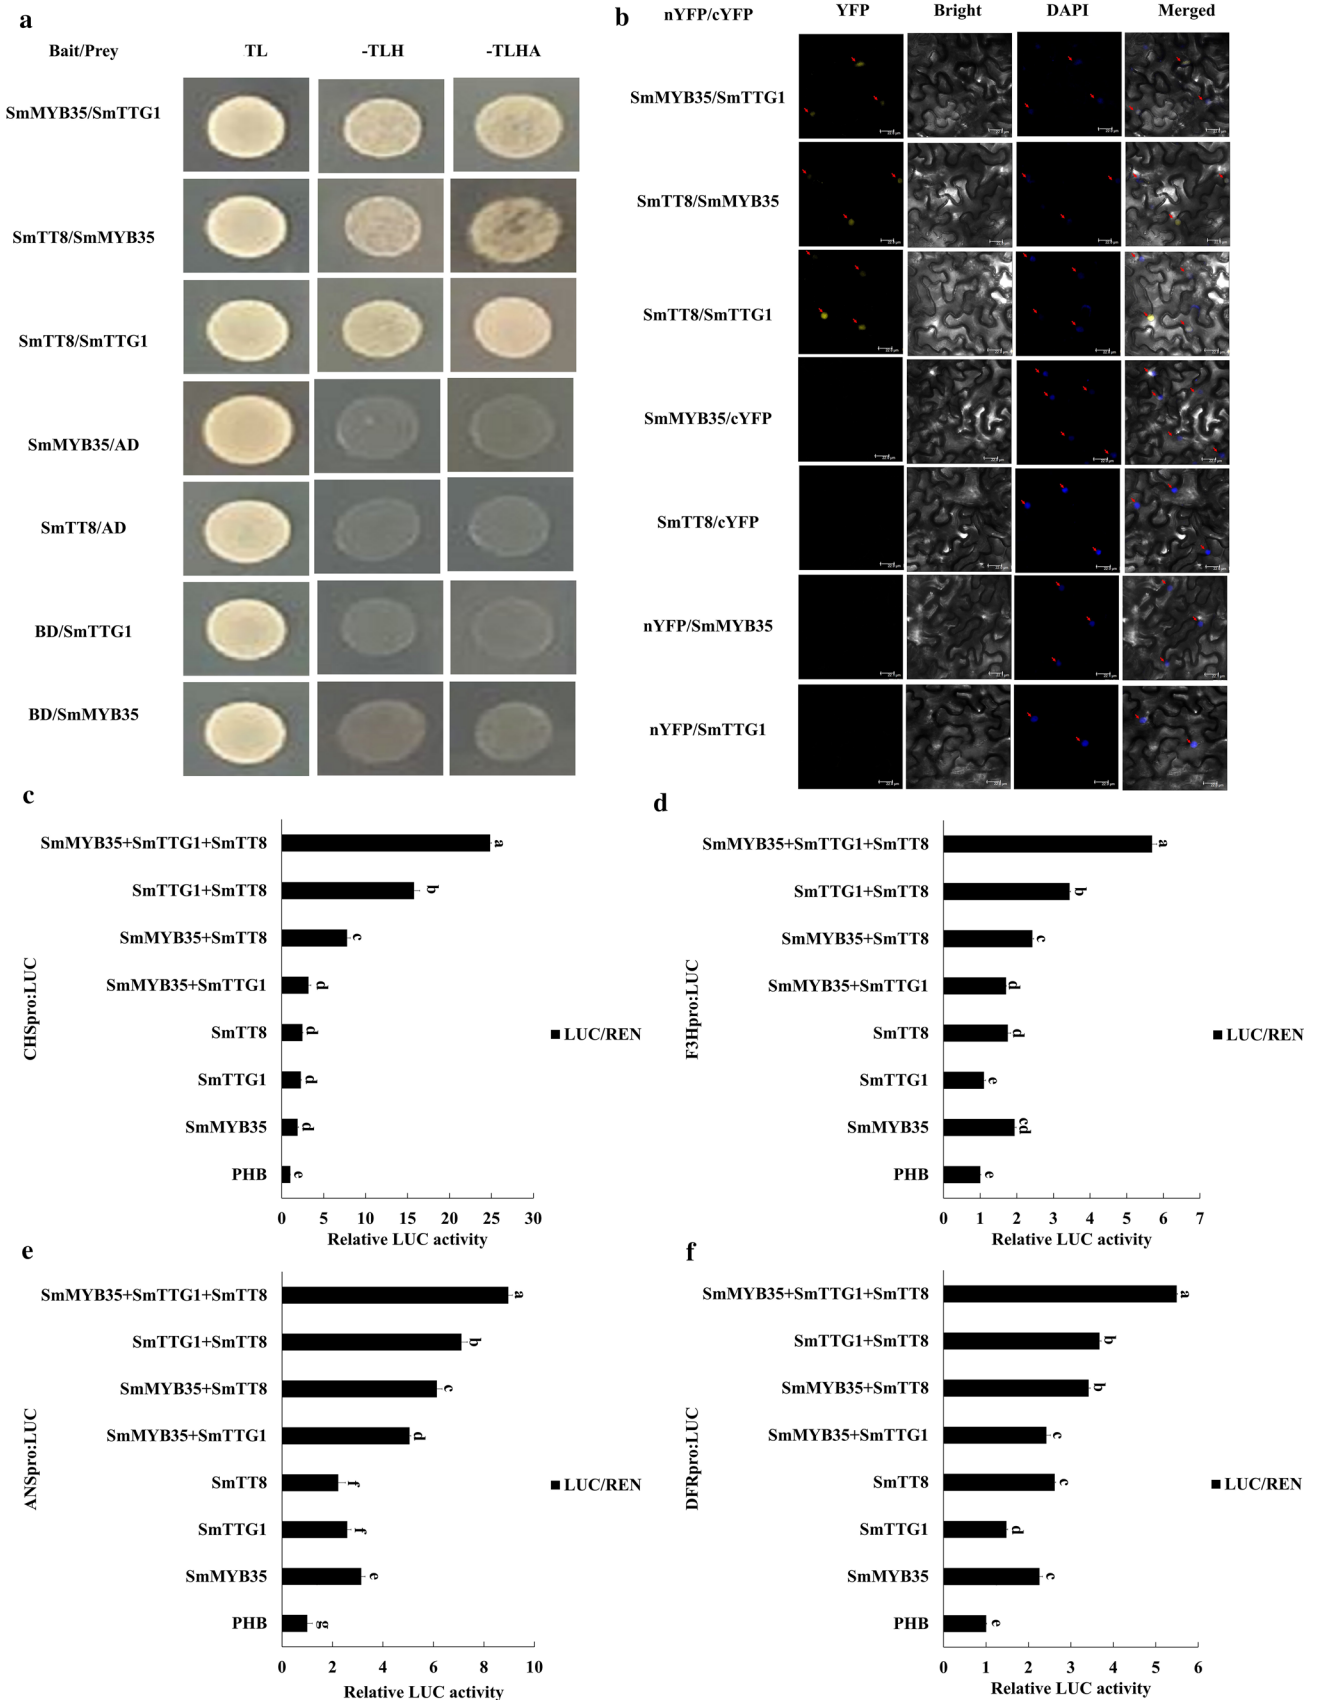 a
Bait/Prey TL -TLH -TLHA
SmMYB35/SmTTG1
SmTT8/SmMYB35
SmTT8/SmTTG1
SmMYB35/AD
SmTT8/AD
BD/SmTTG1
BD/SmMYB35
b
nYFP/cYFP YFP Bright DAPI Merged
SmMYB35/SmTTG1
SmTT8/SmMYB35
SmTT8/SmTTG1
SmMYB35/cYFP
SmTT8/cYFP
nYFP/SmMYB35
nYFP/SmTTG1
c
CHSpro:LUC
SmMYB35+SmTTG1+SmTT8 a
SmTTG1+SmTT8 b
SmMYB35+SmTT8 c
SmMYB35+SmTTG1 d
SmTT8 d
SmTTG1 d
SmMYB35 d
PHB e
LUC/REN
0 5 10 15 20 25 30
Relative LUC activity
d
F3Hpro:LUC
SmMYB35+SmTTG1+SmTT8 a
SmTTG1+SmTT8 b
SmMYB35+SmTT8 c
SmMYB35+SmTTG1 d
SmTT8 d
SmTTG1 e
SmMYB35 cd
PHB e
LUC/REN
0 1 2 3 4 5 6 7
Relative LUC activity
e
ANSpro:LUC
SmMYB35+SmTTG1+SmTT8 a
SmTTG1+SmTT8 b
SmMYB35+SmTT8 c
SmMYB35+SmTTG1 d
SmTT8 f
SmTTG1 f
SmMYB35 e
PHB g
LUC/REN
0 2 4 6 8 10
Relative LUC activity
f
DFRpro:LUC
SmMYB35+SmTTG1+SmTT8 a
SmTTG1+SmTT8 b
SmMYB35+SmTT8 b
SmMYB35+SmTTG1 c
SmTT8 c
SmTTG1 d
SmMYB35 c
PHB e
LUC/REN
0 1 2 3 4 5 6
Relative LUC activity